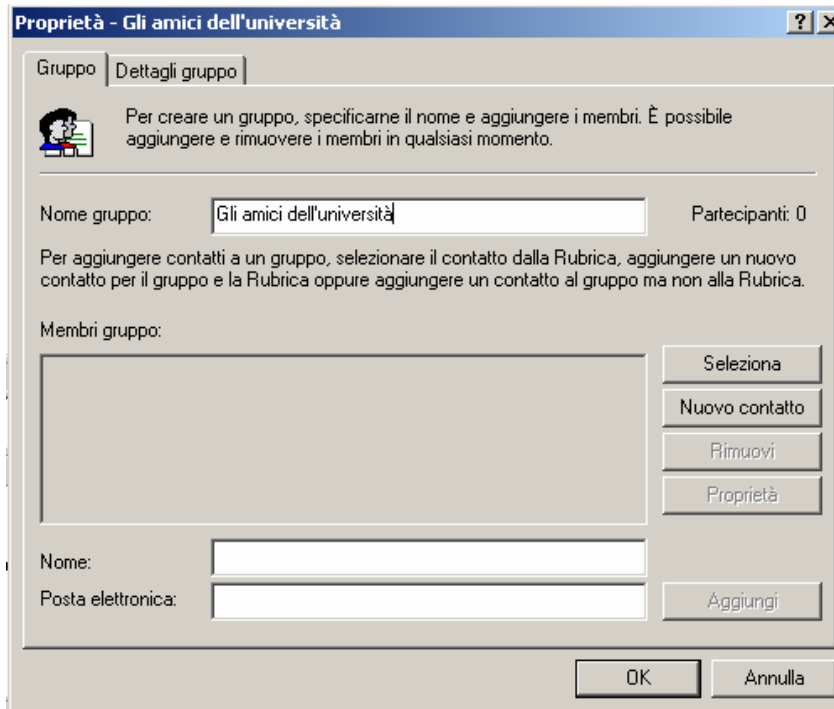 Proprietà - Gli amici dell'università
Gruppo
Dettagli gruppo
Per creare un gruppo, specificarne il nome e aggiungere i membri. È possibile
aggiungere e rimuovere i membri in qualsiasi momento.
Nome gruppo:
Gli amici dell'università
Partecipanti: 0
Per aggiungere contatti a un gruppo, selezionare il contatto dalla Rubrica, aggiungere un nuovo
contatto per il gruppo e la Rubrica oppure aggiungere un contatto al gruppo ma non alla Rubrica.
Membri gruppo:
Seleziona
Nuovo contatto
Rimuovi
Proprietà
Nome:
Posta elettronica:
Aggiungi
OK
Annulla